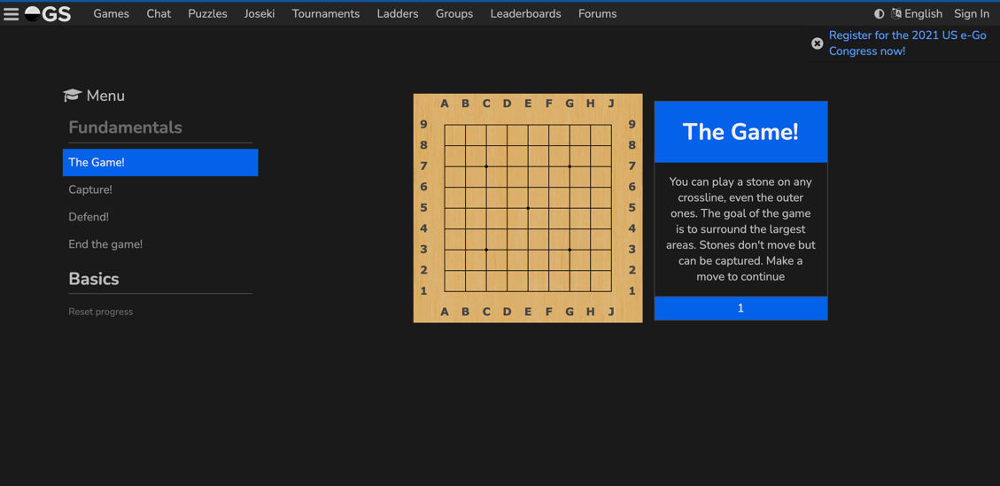 OGS Games Chat Puzzles Joseki Tournaments Ladders Groups Leaderboards Forums English Sign In
Register for the 2021 US e-Go
Congress now!
Menu
Fundamentals
The Game!
Capture!
Defend!
End the game!
Basics
Reset progress
A B C D E F G H J
9 9
8 8
7 7
6 6
5 5
4 4
3 3
2 2
1 1
A B C D E F G H J
The Game!
You can play a stone on any
crossline, even the outer
ones. The goal of the game
is to surround the largest
areas. Stones don't move but
can be captured. Make a
move to continue
1